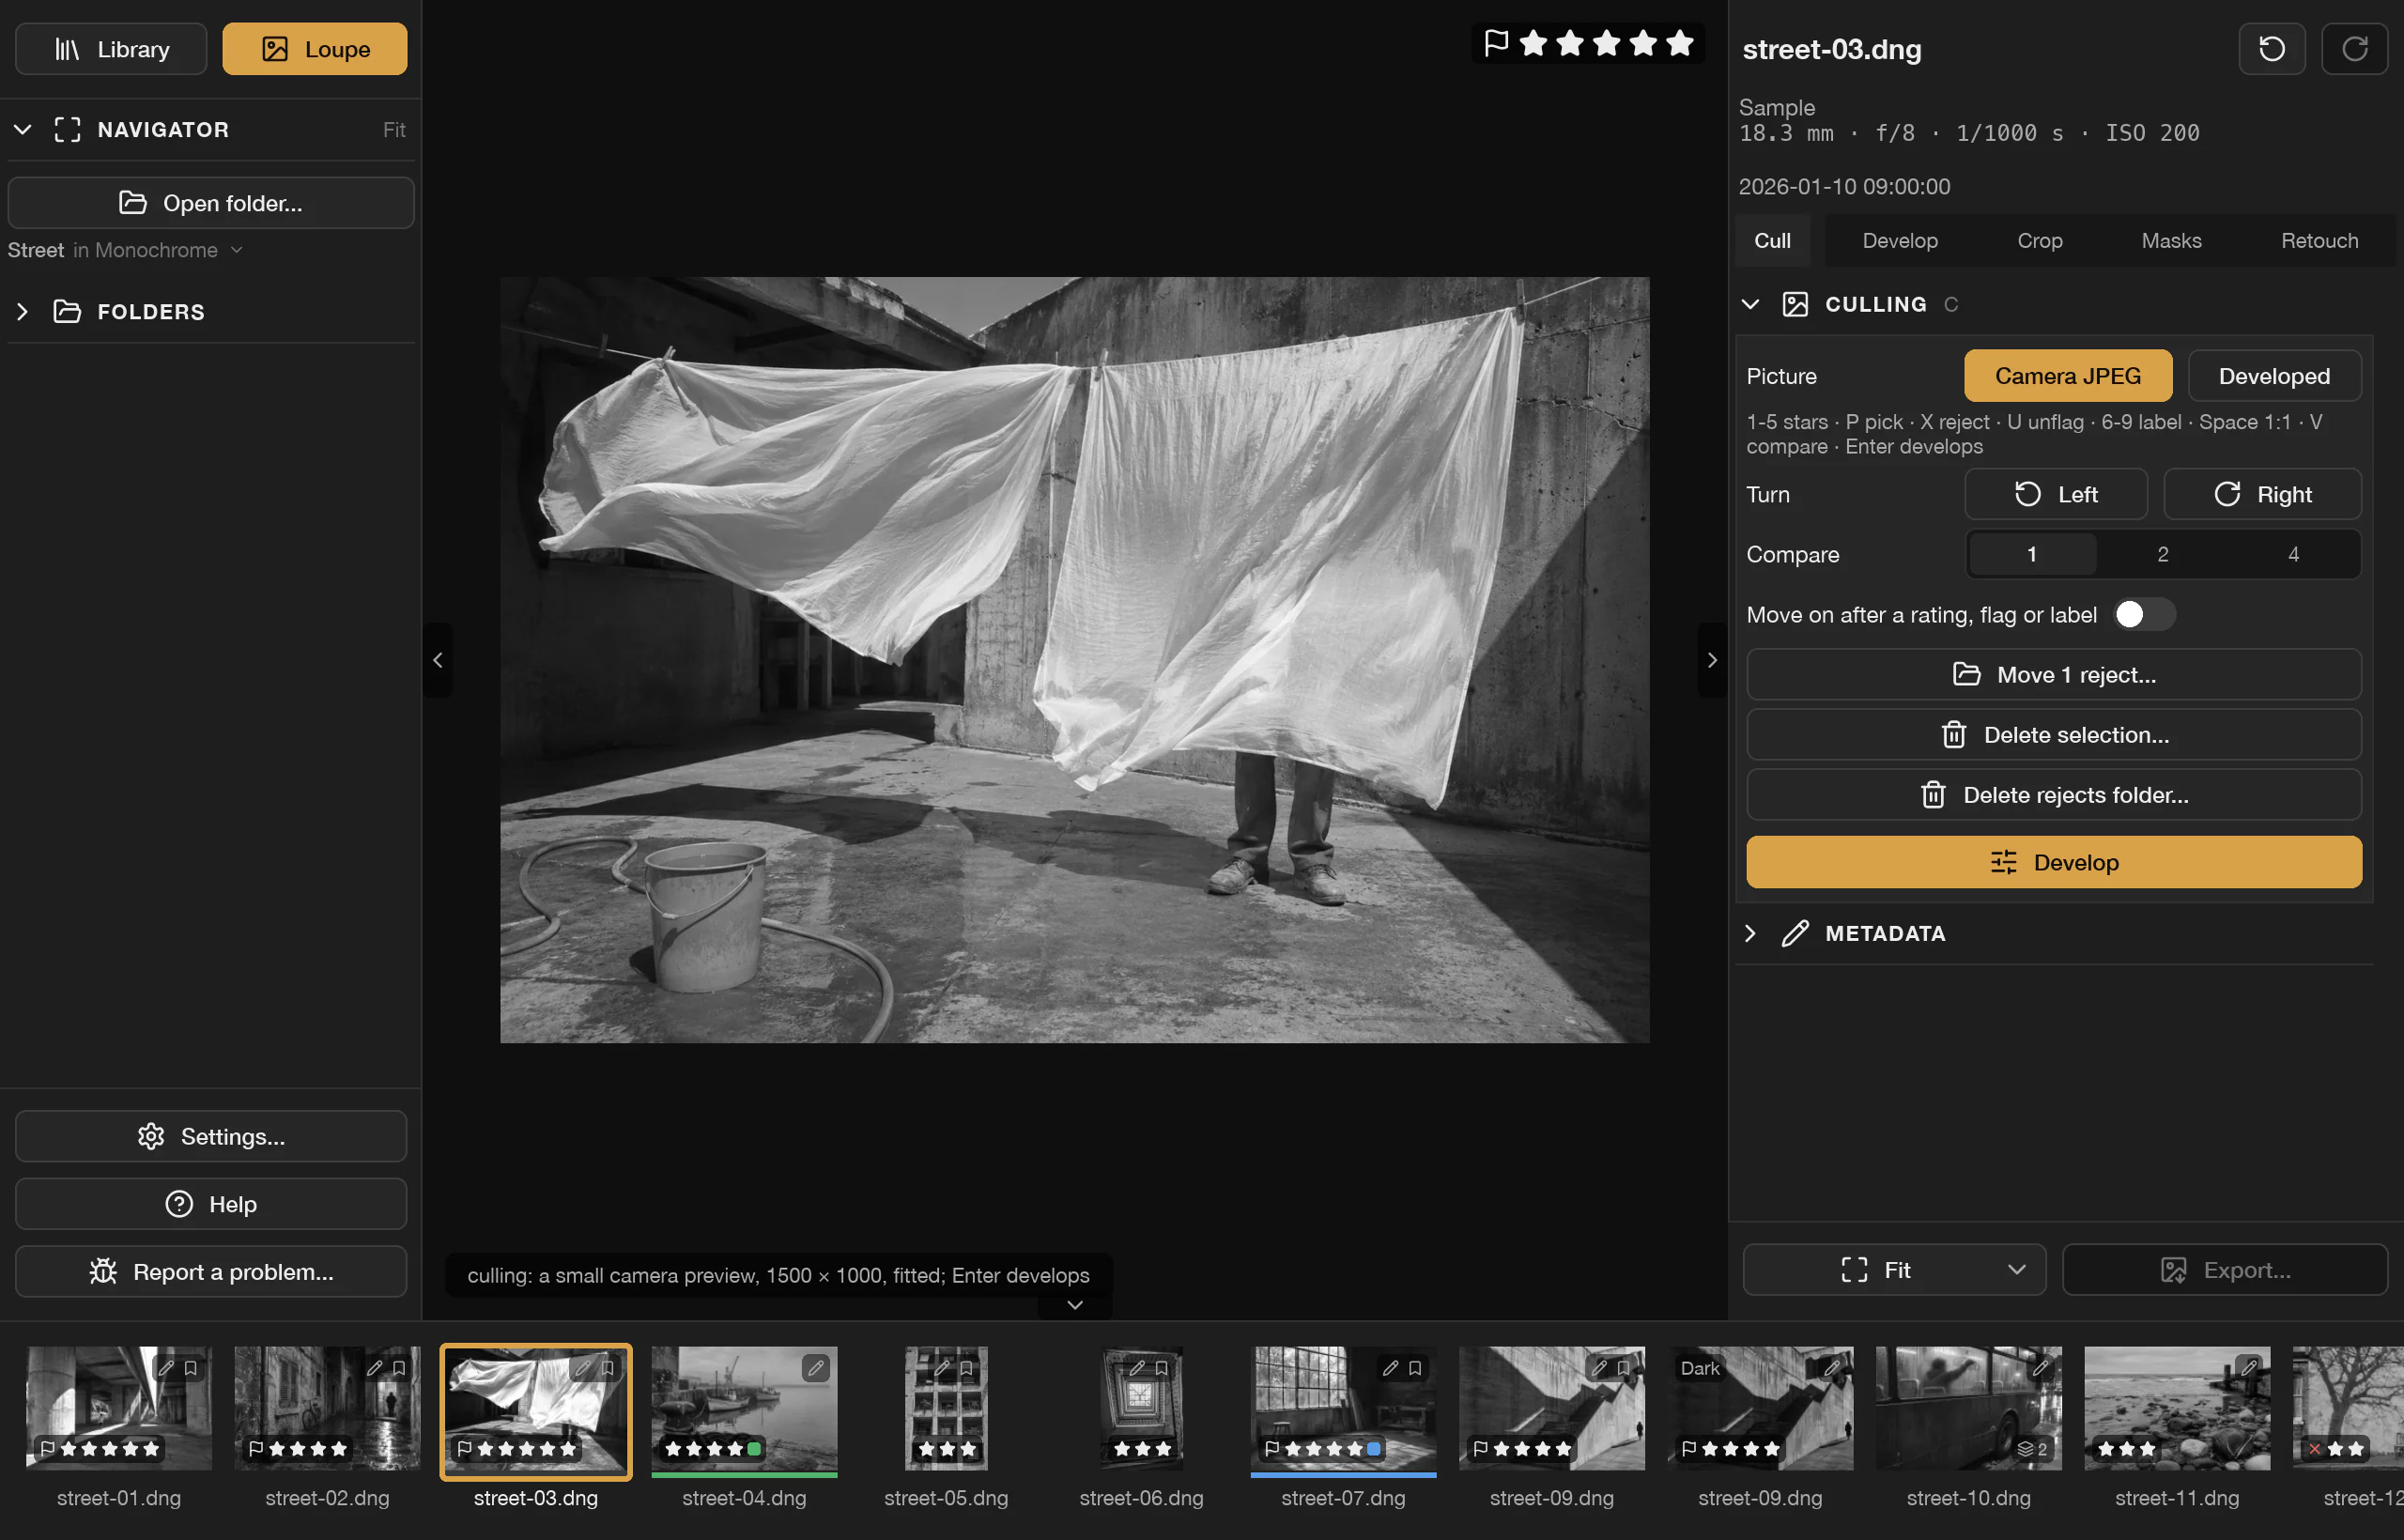 Library
Loupe
NAVIGATOR
Fit
Open folder...
Street in Monochrome
FOLDERS
Settings...
Help
Report a problem...
culling: a small camera preview, 1500 × 1000, fitted; Enter develops
street-03.dng
Sample
18.3 mm · f/8 · 1/1000 s · ISO 200
2026-01-10 09:00:00
Cull
Develop
Crop
Masks
Retouch
CULLING C
Picture
Camera JPEG
Developed
1-5 stars · P pick · X reject · U unflag · 6-9 label · Space 1:1 · V
compare · Enter develops
Turn
Left
Right
Compare
1
2
4
Move on after a rating, flag or label
Move 1 reject...
Delete selection...
Delete rejects folder...
Develop
METADATA
Fit
Export...
Dark
2
street-01.dng
street-02.dng
street-03.dng
street-04.dng
street-05.dng
street-06.dng
street-07.dng
street-09.dng
street-09.dng
street-10.dng
street-11.dng
street-12